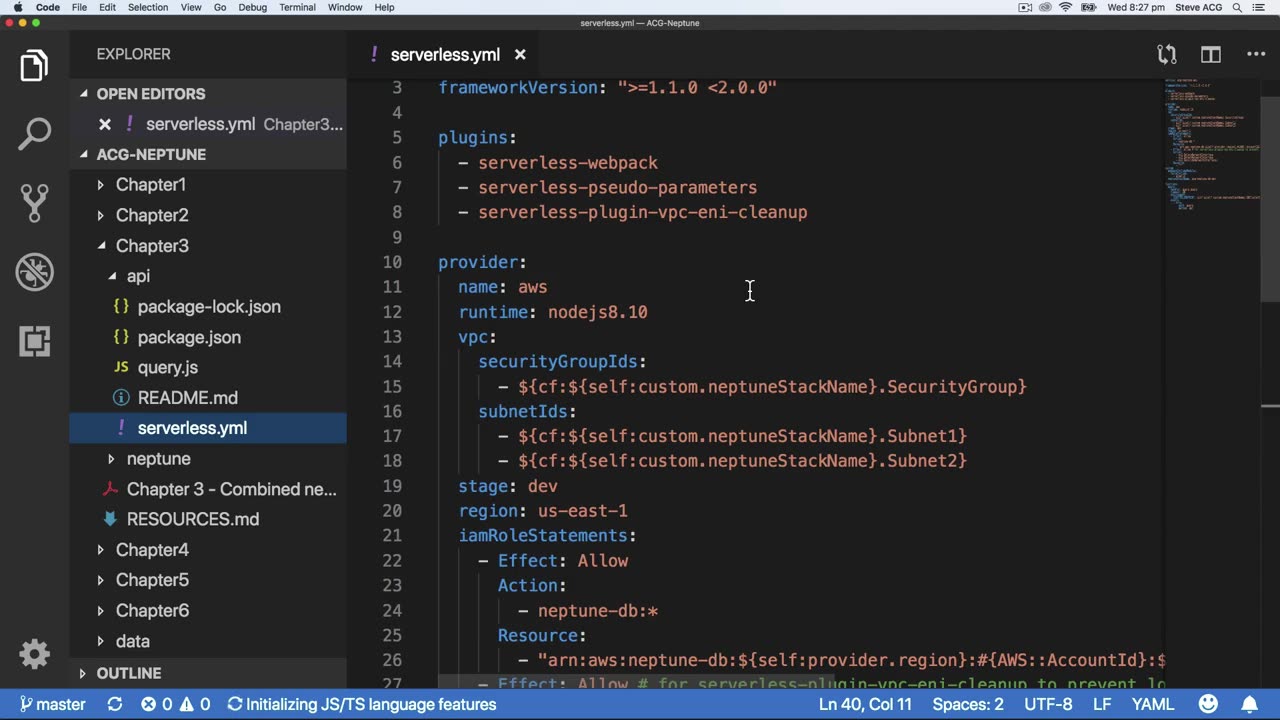 Code File Edit Selection View Go Debug Terminal Window Help Wed 8:27 pm Steve ACG
serverless.yml — ACG-Neptune
EXPLORER
OPEN EDITORS
serverless.yml Chapter3...
ACG-NEPTUNE
Chapter1
Chapter2
Chapter3
api
package-lock.json
package.json
JS query.js
README.md
serverless.yml
neptune
Chapter 3 - Combined ne...
RESOURCES.md
Chapter4
Chapter5
Chapter6
data
OUTLINE
serverless.yml
3 frameworkVersion: ">=1.1.0 <2.0.0"
4
5 plugins:
6 - serverless-webpack
7 - serverless-pseudo-parameters
8 - serverless-plugin-vpc-eni-cleanup
9
10 provider:
11 name: aws
12 runtime: nodejs8.10
13 vpc:
14 securityGroupIds:
15 - ${cf:${self:custom.neptuneStackName}.SecurityGroup}
16 subnetIds:
17 - ${cf:${self:custom.neptuneStackName}.Subnet1}
18 - ${cf:${self:custom.neptuneStackName}.Subnet2}
19 stage: dev
20 region: us-east-1
21 iamRoleStatements:
22 - Effect: Allow
23 Action:
24 - neptune-db:*
25 Resource:
26 - "arn:aws:neptune-db:${self:provider.region}:#{AWS::AccountId}:$
27 - Effect: Allow # for serverless-plugin-vpc-eni-cleanup to prevent lo
master 0 0 Initializing JS/TS language features Ln 40, Col 11 Spaces: 2 UTF-8 LF YAML